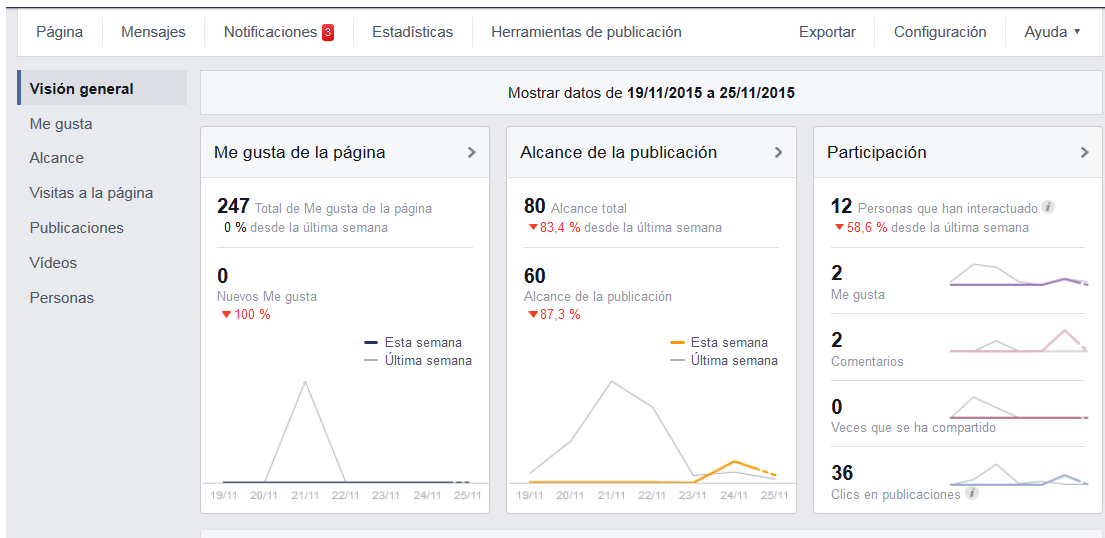 Página Mensajes Notificaciones 3 Estadísticas Herramientas de publicación Exportar Configuración Ayuda
Visión general
Me gusta
Alcance
Visitas a la página
Publicaciones
Vídeos
Personas
Mostrar datos de 19/11/2015 a 25/11/2015
Me gusta de la página
247 Total de Me gusta de la página
0 % desde la última semana
0
Nuevos Me gusta
100 %
Esta semana
Última semana
19/11 20/11 21/11 22/11 23/11 24/11 25/11
Alcance de la publicación
80 Alcance total
83,4 % desde la última semana
60
Alcance de la publicación
87,3 %
Esta semana
Última semana
19/11 20/11 21/11 22/11 23/11 24/11 25/11
Participación
12 Personas que han interactuado i
58,6 % desde la última semana
2
Me gusta
2
Comentarios
0
Veces que se ha compartido
36
Clics en publicaciones i